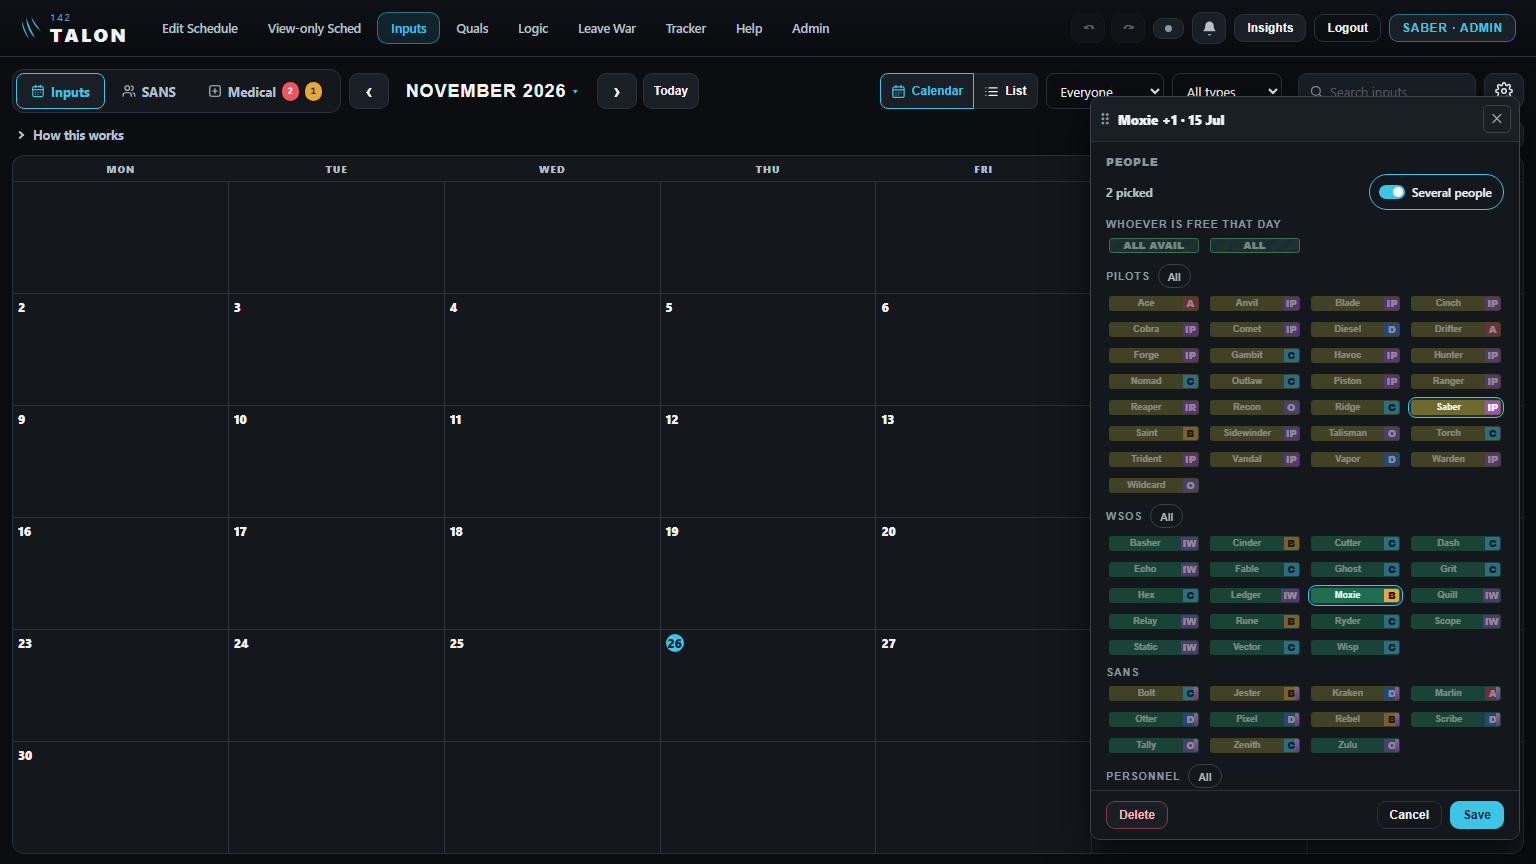 142
TALON
Edit Schedule
View-only Sched
Inputs
Quals
Logic
Leave War
Tracker
Help
Admin
Insights
Logout
SABER · ADMIN
Inputs
SANS
Medical 2 1
NOVEMBER 2026
Today
Calendar
List
Everyone
All types
Search inputs
How this works
MON TUE WED THU FRI
2 3 4 5 6
9 10 11 12 13
16 17 18 19 20
23 24 25 26 27
30
Moxie +1 · 15 Jul
PEOPLE
2 picked
Several people
WHOEVER IS FREE THAT DAY
ALL AVAIL ALL
PILOTS All
Ace A Anvil IP Blade IP Cinch IP
Cobra IP Comet IP Diesel D Drifter A
Forge IP Gambit C Havoc IP Hunter IP
Nomad C Outlaw C Piston IP Ranger IP
Reaper IR Recon O Ridge C Saber IP
Saint B Sidewinder IP Talisman O Torch C
Trident IP Vandal IP Vapor D Warden IP
Wildcard O
WSOS All
Basher IW Cinder B Cutter C Dash C
Echo IW Fable C Ghost C Grit C
Hex C Ledger IW Moxie B Quill IW
Relay IW Rune B Ryder C Scope IW
Static IW Vector C Wisp C
SANS
Bolt C Jester B Kraken D Marlin A
Otter D Pixel D Rebel B Scribe D
Tally O Zenith C Zulu O
PERSONNEL All
Delete
Cancel
Save